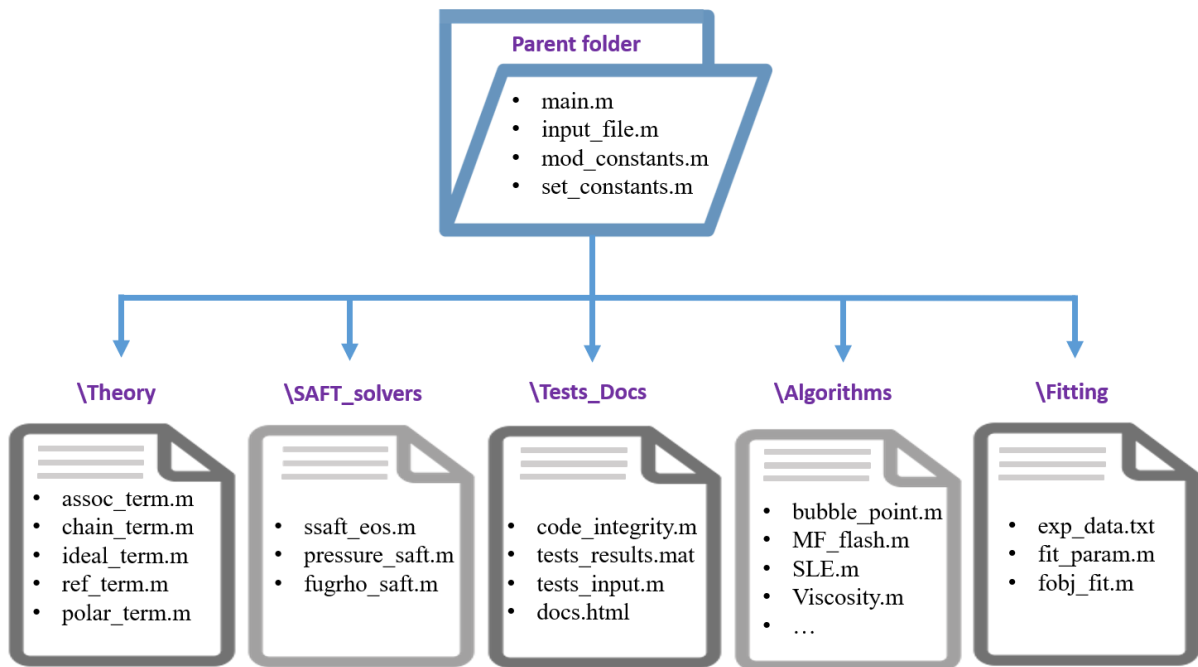 Parent folder
• main.m
• input_file.m
• mod_constants.m
• set_constants.m
\Theory
• assoc_term.m
• chain_term.m
• ideal_term.m
• ref_term.m
• polar_term.m
\SAFT_solvers
• ssaft_eos.m
• pressure_saft.m
• fugrho_saft.m
\Tests_Docs
• code_integrity.m
• tests_results.mat
• tests_input.m
• docs.html
\Algorithms
• bubble_point.m
• MF_flash.m
• SLE.m
• Viscosity.m
• …
\Fitting
• exp_data.txt
• fit_param.m
• fobj_fit.m